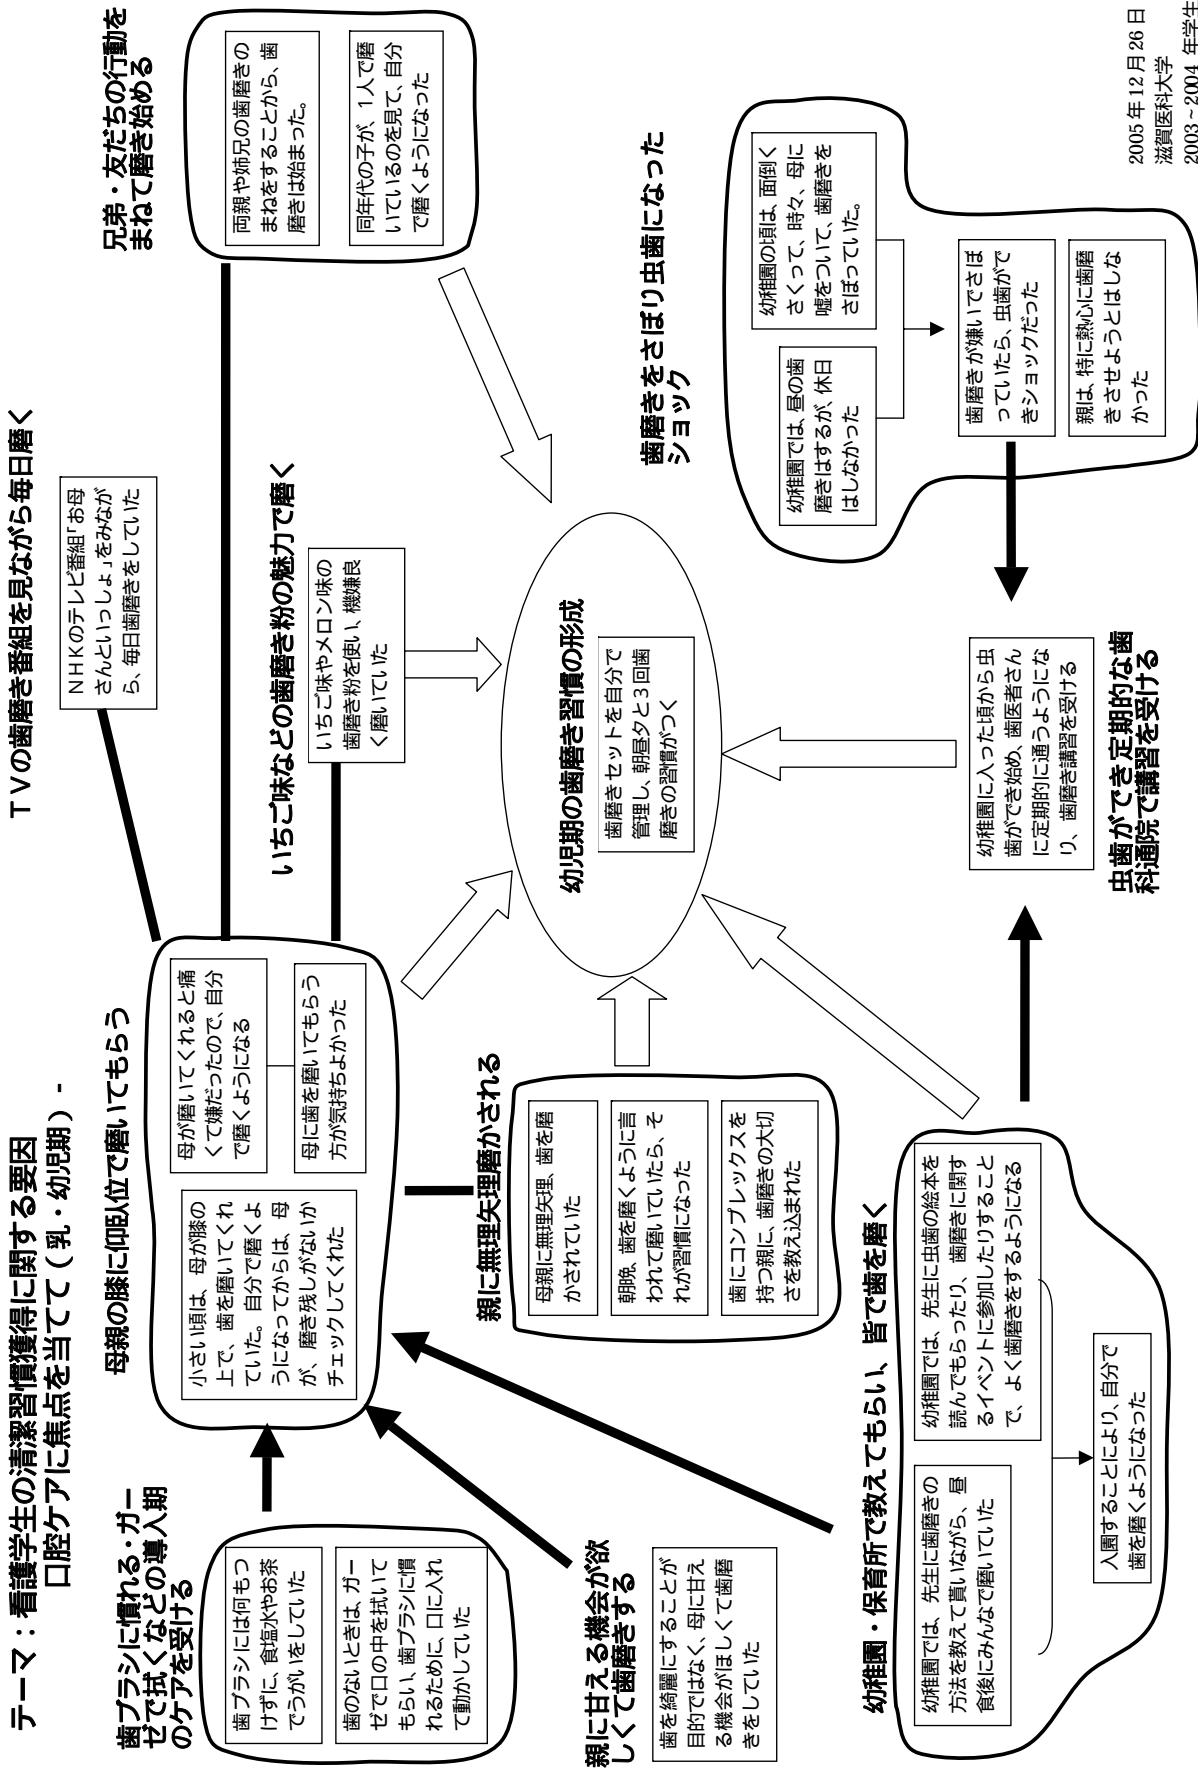 テーマ：看護学生の清潔習慣獲得に関する要因
口腔ケアに焦点を当てて（乳・幼児期）-
歯ブラシに慣れる・ガー
ゼで拭くなどの導入期
のケアを受ける
歯ブラシには何もつ
けずに、食塩水やお茶
でうがいをしていた
歯のないときは、ガー
ゼで口の中を拭いて
もらい、歯ブラシに慣
れるために、口に入れ
て動かしていた
母親の膝に仰臥位で磨いてもらう
小さい頃は、母が膝の
上で、歯を磨いてくれ
ていた。自分で磨くよ
うになってからは、母
が、磨き残しがないか
チェックしてくれた
母が磨いてくれると痛
くて嫌だったので、自分
で磨くようになる
母に歯を磨いてもらう
方が気持ちよかった
TVの歯磨き番組を見ながら毎日磨く
NHKのテレビ番組「お母
さんといっしょ」をみなが
ら、毎日歯磨きをしていた
兄弟・友だちの行動を
まねて磨き始める
両親や姉兄の歯磨きの
まねをすることから、歯
磨きは始まった。
同年代の子が、1人で磨
いているのを見て、自分
で磨くようになった
いちご味などの歯磨き粉の魅力で磨く
いちご味やメロン味の
歯磨き粉を使い、機嫌良
く磨いていた
親に甘える機会が欲
しくて歯磨きする
歯を綺麗にすることが
目的ではなく、母に甘え
る機会がほしくて歯磨
きをしていた
親に無理矢理磨かされる
母親に無理矢理、歯を磨
かされていた
朝晩、歯を磨くように言
われて磨いていたら、そ
れが習慣になった
歯にコンプレックスを
持つ親に、歯磨きの大切
さを教え込まれた
幼児期の歯磨き習慣の形成
歯磨きセットを自分で
管理し、朝昼夕と3回歯
磨きの習慣がつく
歯磨きをさぼり虫歯になった
ショック
幼稚園では、昼の歯
磨きはするが、休日
はしなかった
幼稚園の頃は、面倒く
さくって、時々、母に
嘘をついて、歯磨きを
さぼっていた。
歯磨きが嫌いでさぼ
っていたら、虫歯がで
きショックだった
親は、特に熱心に歯磨
きさせようとはしな
かった
幼稚園・保育所で教えてもらい、皆で歯を磨く
幼稚園では、先生に歯磨きの
方法を教えて貰いながら、昼
食後にみんなで磨いていた
幼稚園では、先生に虫歯の絵本を
読んでもらったり、歯磨きに関す
るイベントに参加したりすること
で、よく歯磨きをするようになる
入園することにより、自分で
歯を磨くようになった
幼稚園に入った頃から虫
歯ができ始め、歯医者さん
に定期的に通うようにな
り、歯磨き講習を受ける
虫歯ができ定期的な歯
科通院で講習を受ける
2005年12月26日
滋賀医科大学
2003~2004 年学生